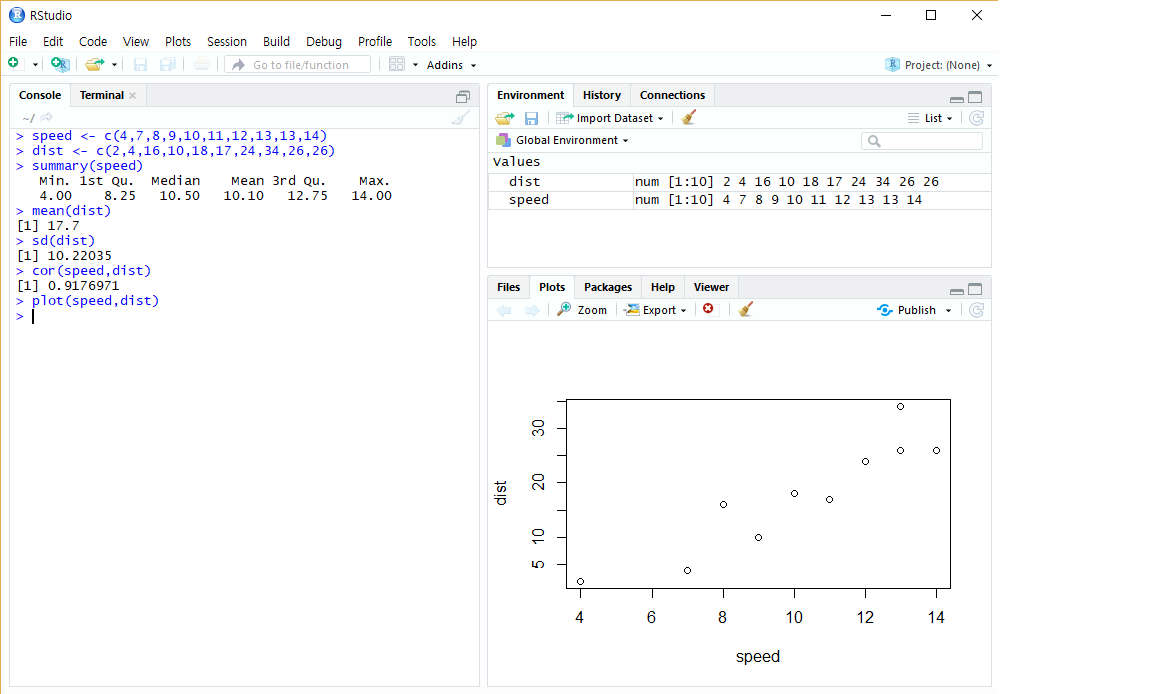 RStudio
File Edit Code View Plots Session Build Debug Profile Tools Help
Go to file/function Addins Project: (None)
Console Terminal
~/
> speed <- c(4,7,8,9,10,11,12,13,13,14)
> dist <- c(2,4,16,10,18,17,24,34,26,26)
> summary(speed)
Min. 1st Qu. Median Mean 3rd Qu. Max.
4.00 8.25 10.50 10.10 12.75 14.00
> mean(dist)
[1] 17.7
> sd(dist)
[1] 10.22035
> cor(speed,dist)
[1] 0.9176971
> plot(speed,dist)
>
Environment History Connections
Import Dataset List
Global Environment
Values
dist num [1:10] 2 4 16 10 18 17 24 34 26 26
speed num [1:10] 4 7 8 9 10 11 12 13 13 14
Files Plots Packages Help Viewer
Zoom Export Publish
30
20
10
5
dist
4 6 8 10 12 14
speed